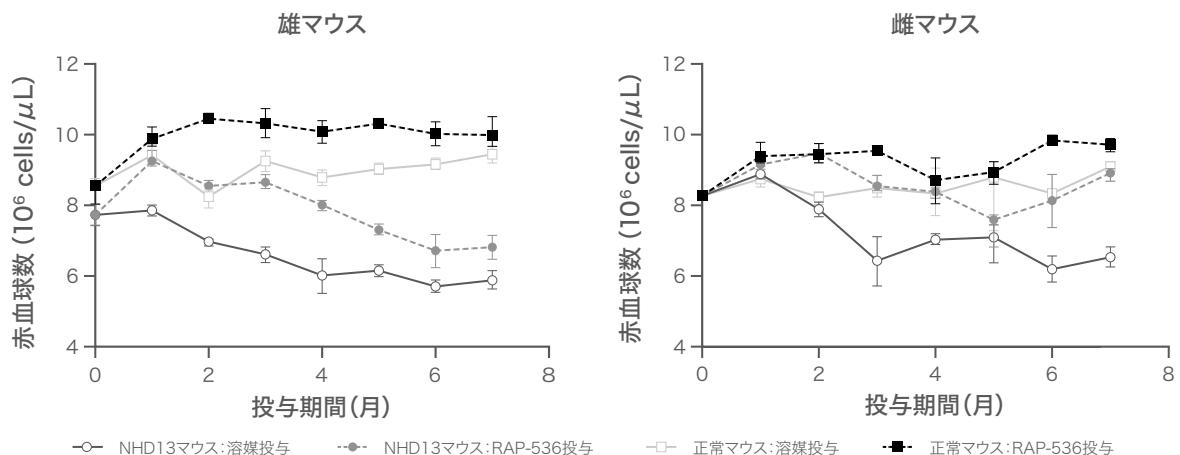 雄マウス
赤血球数(10⁶ cells/μL)
12
10
8
6
4
0
2
4
6
8
投与期間(月)
雌マウス
赤血球数(10⁶ cells/μL)
12
10
8
6
4
0
2
4
6
8
投与期間(月)
NHD13マウス:溶媒投与
NHD13マウス:RAP-536投与
正常マウス:溶媒投与
正常マウス:RAP-536投与